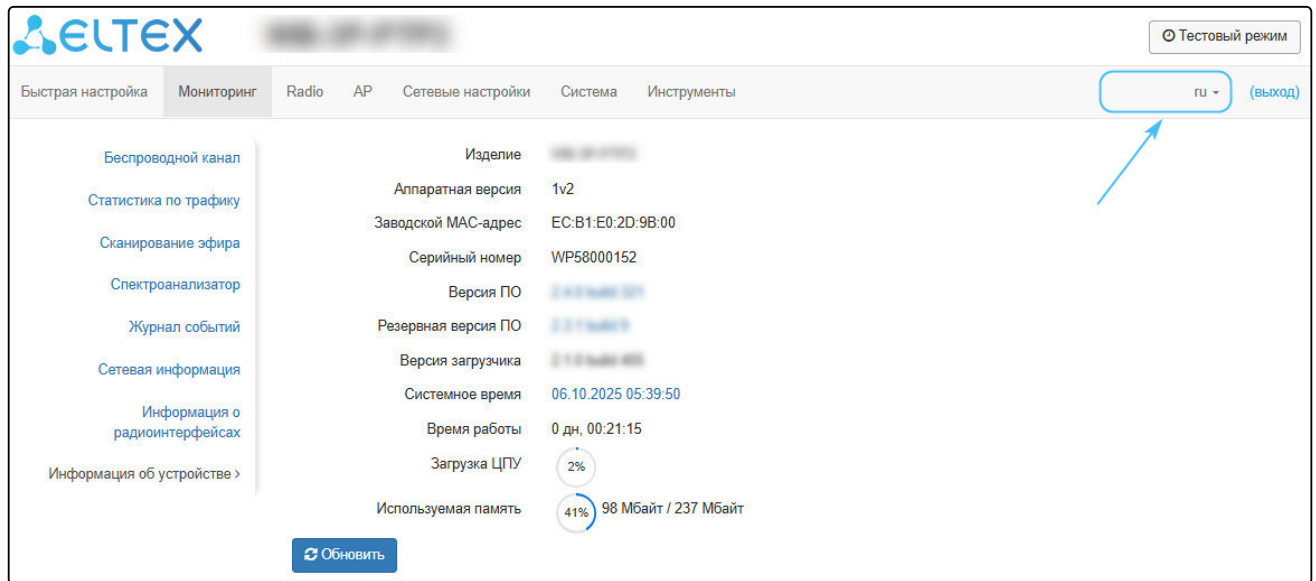 ELTEX
Тестовый режим
Быстрая настройка Мониторинг Radio AP Сетевые настройки Система Инструменты ru (выход)
Беспроводной канал
Статистика по трафику
Сканирование эфира
Спектроанализатор
Журнал событий
Сетевая информация
Информация о
радиоинтерфейсах
Информация об устройстве >
Изделие
Аппаратная версия 1v2
Заводской MAC-адрес EC:B1:E0:2D:9B:00
Серийный номер WP58000152
Версия ПО
Резервная версия ПО
Версия загрузчика
Системное время 06.10.2025 05:39:50
Время работы 0 дн, 00:21:15
Загрузка ЦПУ 2%
Используемая память 41% 98 Мбайт / 237 Мбайт
Обновить